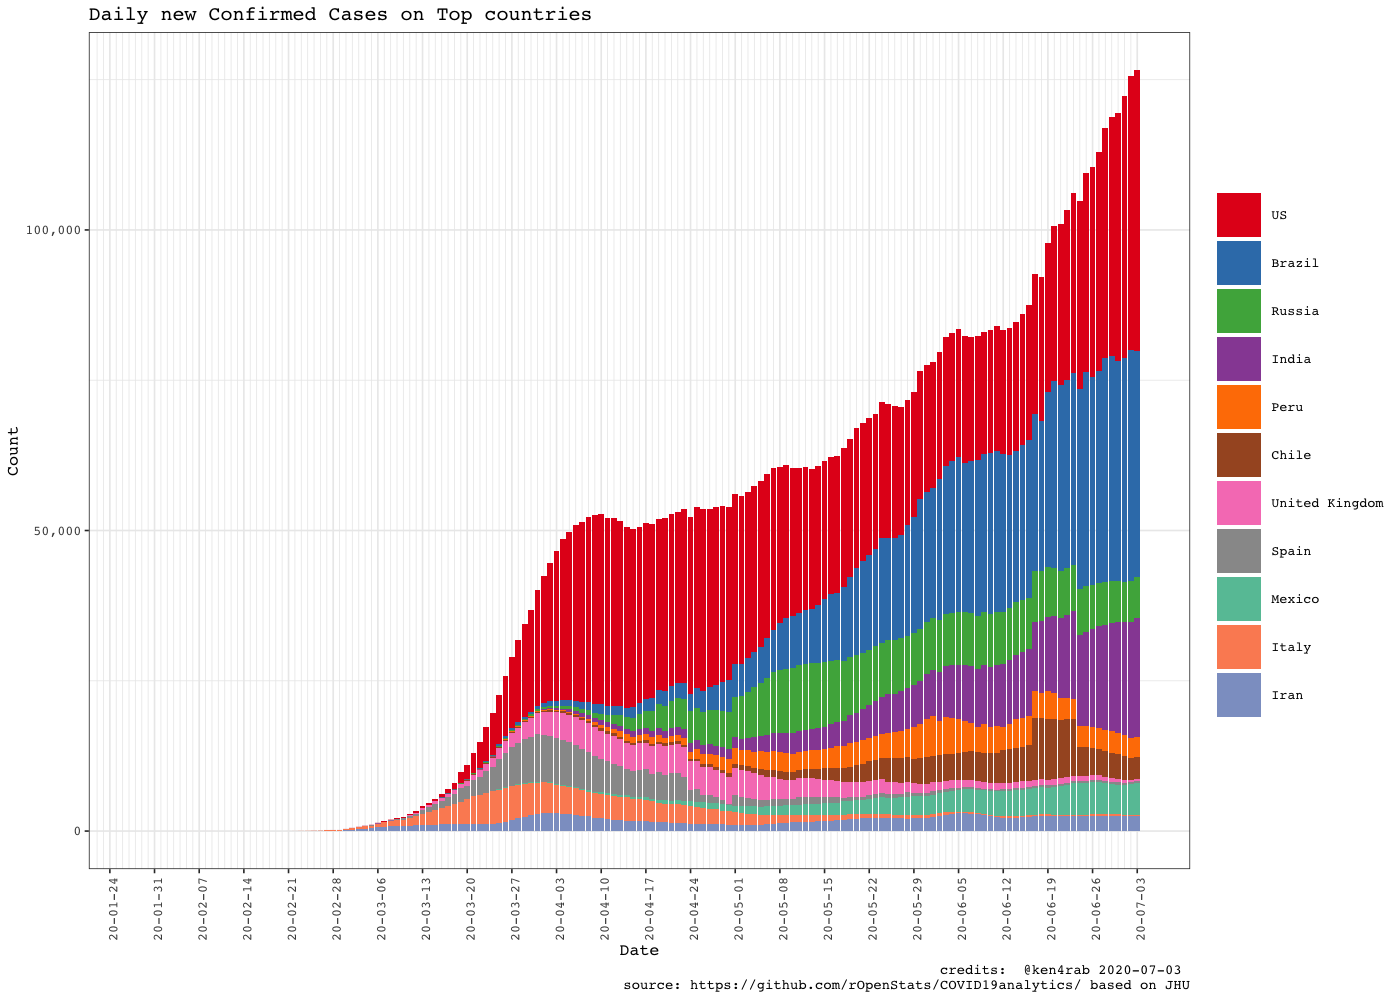 Daily new Confirmed Cases on Top countries
Count
100,000
50,000
0
20-01-24
20-01-31
20-02-07
20-02-14
20-02-21
20-02-28
20-03-06
20-03-13
20-03-20
20-03-27
20-04-03
20-04-10
20-04-17
20-04-24
20-05-01
20-05-08
20-05-15
20-05-22
20-05-29
20-06-05
20-06-12
20-06-19
20-06-26
20-07-03
Date
US
Brazil
Russia
India
Peru
Chile
United Kingdom
Spain
Mexico
Italy
Iran
credits:  @ken4rab 2020-07-03
source: https://github.com/rOpenStats/COVID19analytics/ based on JHU